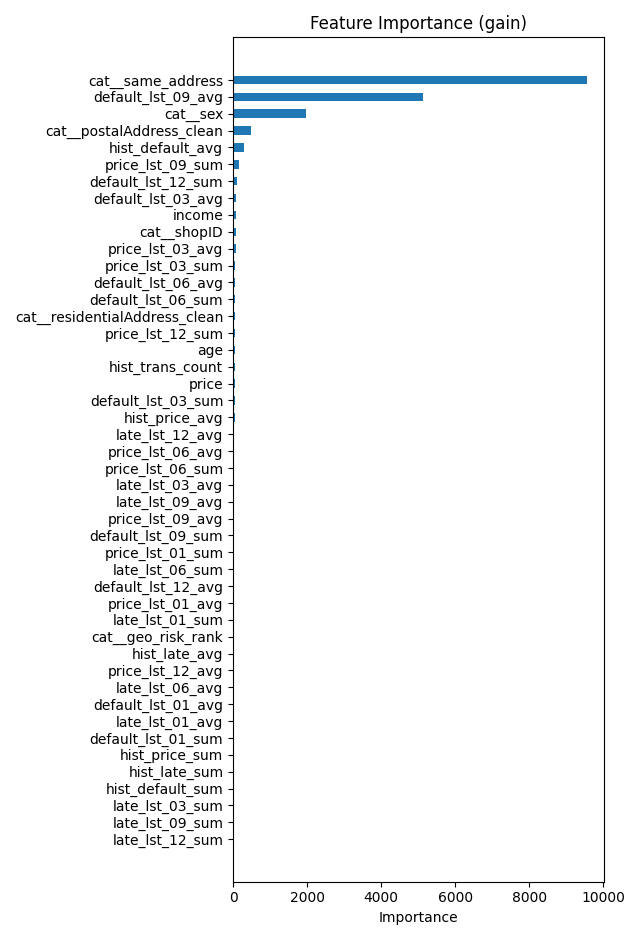 Feature Importance (gain)
cat__same_address
default_lst_09_avg
cat__sex
cat__postalAddress_clean
hist_default_avg
price_lst_09_sum
default_lst_12_sum
default_lst_03_avg
income
cat__shopID
price_lst_03_avg
price_lst_03_sum
default_lst_06_avg
default_lst_06_sum
cat__residentialAddress_clean
price_lst_12_sum
age
hist_trans_count
price
default_lst_03_sum
hist_price_avg
late_lst_12_avg
price_lst_06_avg
price_lst_06_sum
late_lst_03_avg
late_lst_09_avg
price_lst_09_avg
default_lst_09_sum
price_lst_01_sum
late_lst_06_sum
default_lst_12_avg
price_lst_01_avg
late_lst_01_sum
cat__geo_risk_rank
hist_late_avg
price_lst_12_avg
late_lst_06_avg
default_lst_01_avg
late_lst_01_avg
default_lst_01_sum
hist_price_sum
hist_late_sum
hist_default_sum
late_lst_03_sum
late_lst_09_sum
late_lst_12_sum
0 2000 4000 6000 8000 10000
Importance